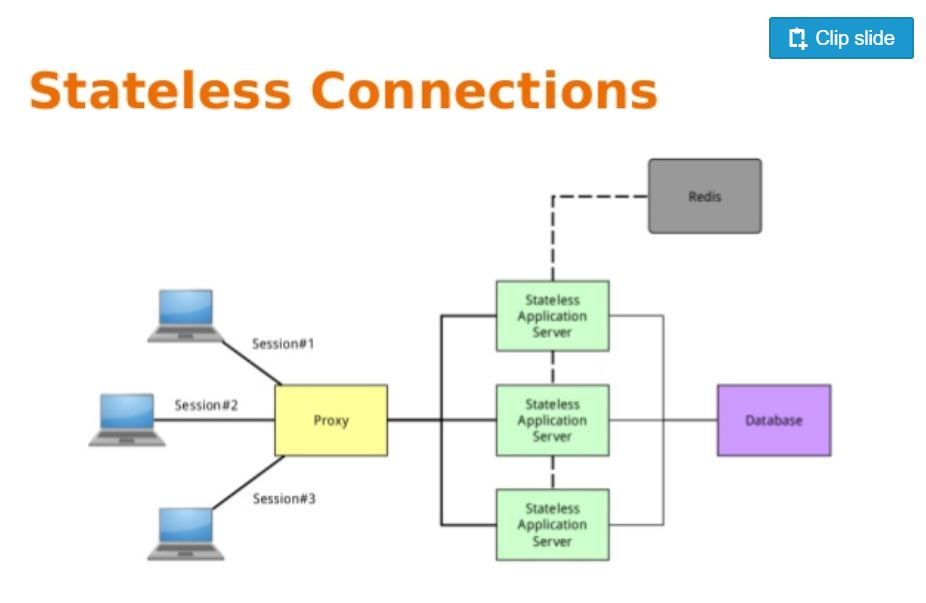 Clip slide
Stateless Connections
Redis
Stateless
Application
Server
Session#1
Session#2
Proxy
Stateless
Application
Server
Database
Session#3
Stateless
Application
Server